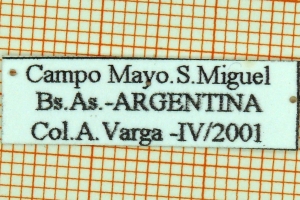 Campo Mayo.S.Miguel
Bs.As.-ARGENTINA
Col.A.Varga -IV/2001